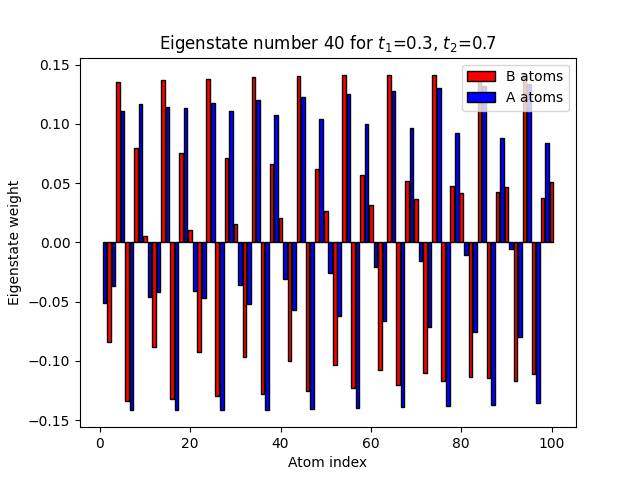 Eigenstate number 40 for t₁=0.3, t₂=0.7
B atoms
A atoms
Eigenstate weight
0.15
0.10
0.05
0.00
−0.05
−0.10
−0.15
0
20
40
60
80
100
Atom index